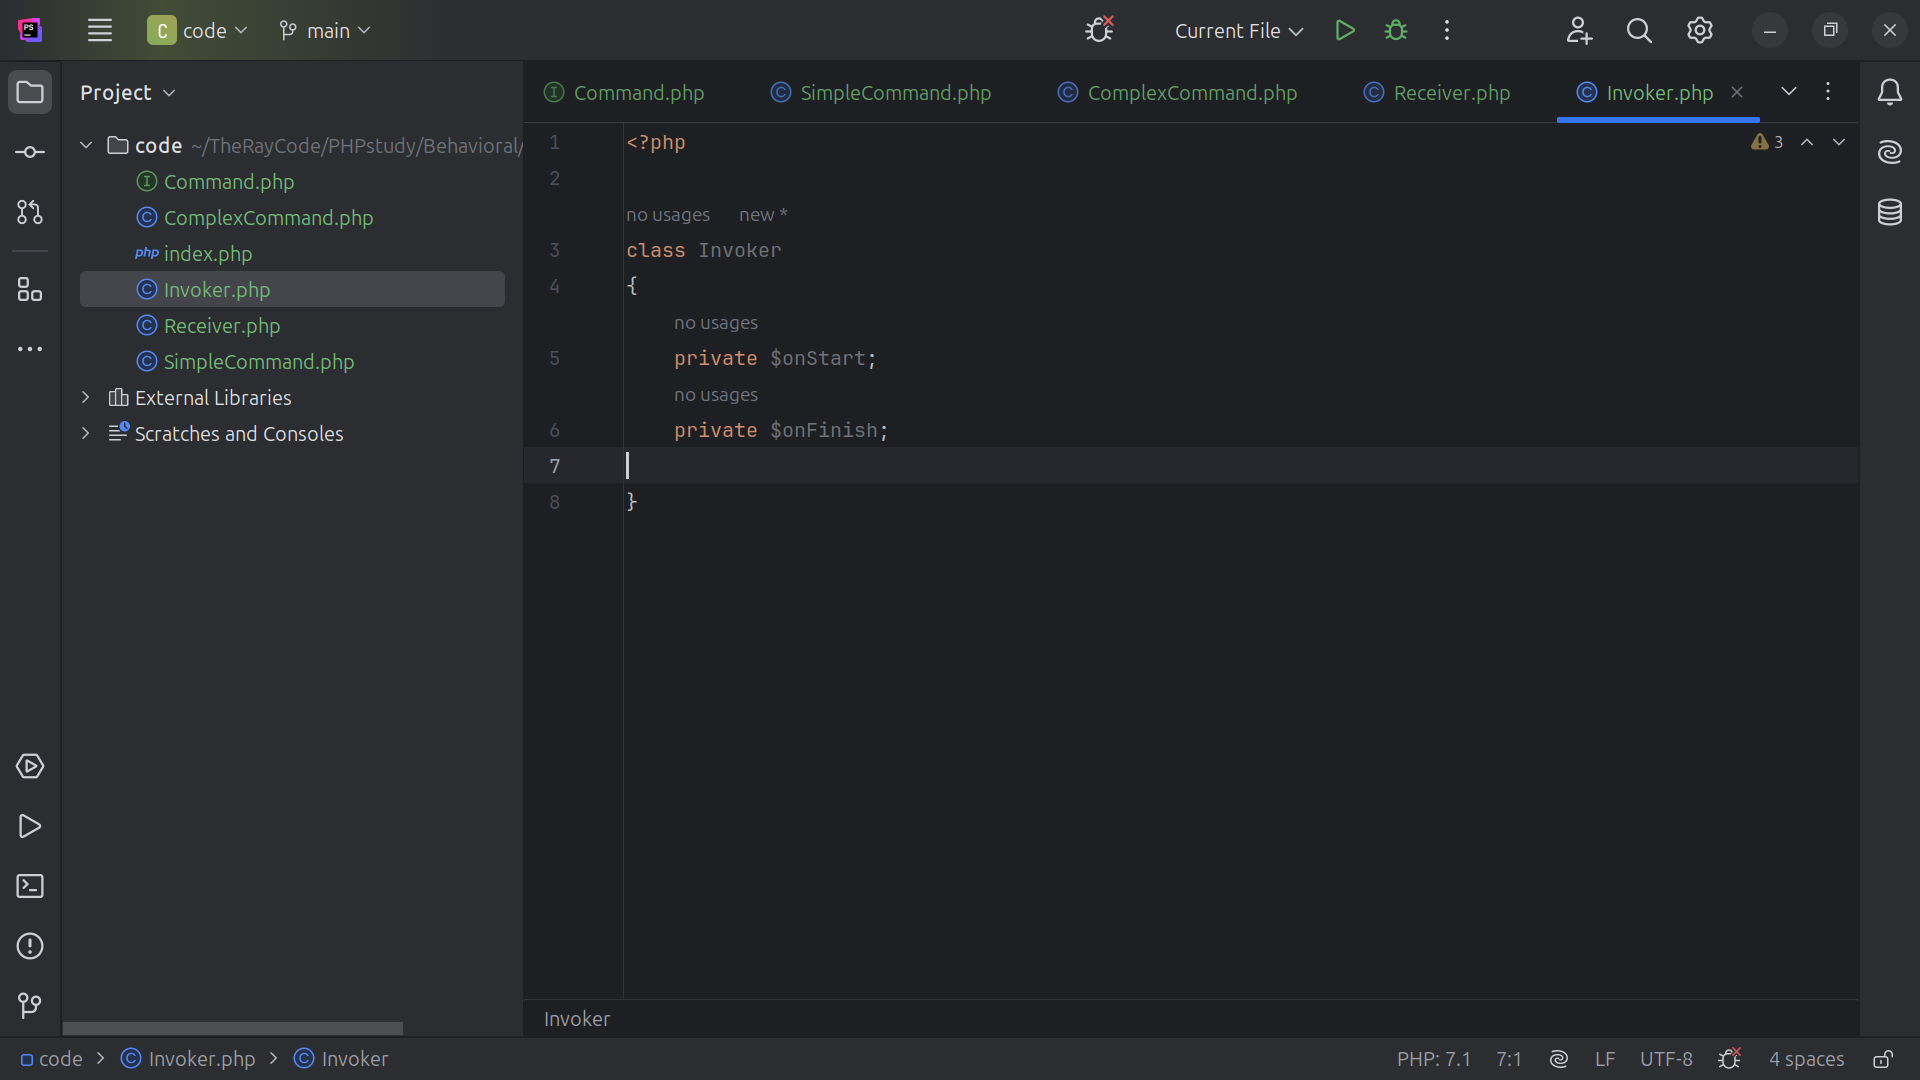 PS
C code main
Current File
Project
Command.php SimpleCommand.php ComplexCommand.php Receiver.php Invoker.php
code ~/TheRayCode/PHPstudy/Behavioral/
I Command.php
C ComplexCommand.php
php index.php
C Invoker.php
C Receiver.php
C SimpleCommand.php
External Libraries
Scratches and Consoles
1 <?php
3
2
no usages new *
3 class Invoker
4 {
no usages
5 private $onStart;
no usages
6 private $onFinish;
7
8 }
Invoker
code > Invoker.php > Invoker
PHP: 7.1 7:1 LF UTF-8 4 spaces